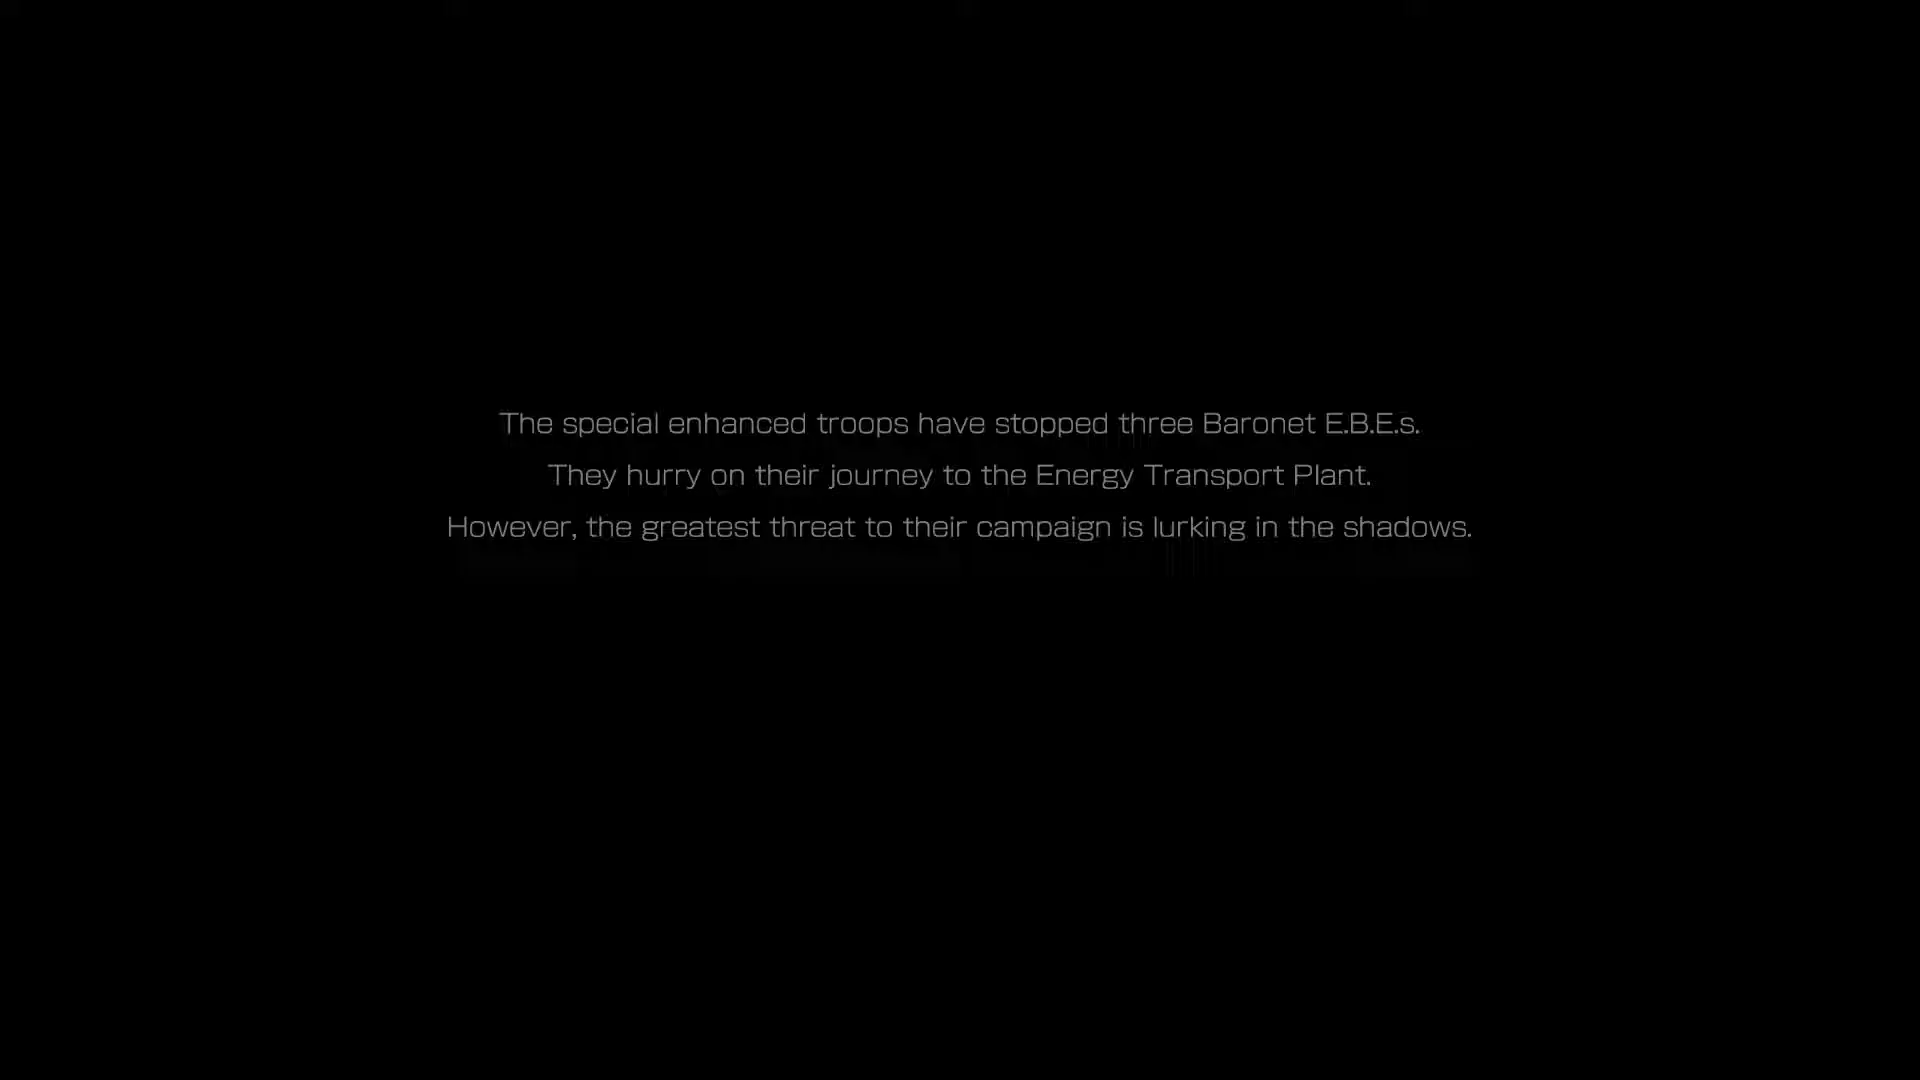 The special enhanced troops have stopped three Baronet E.B.E.s.
They hurry on their journey to the Energy Transport Plant.
However, the greatest threat to their campaign is lurking in the shadows.